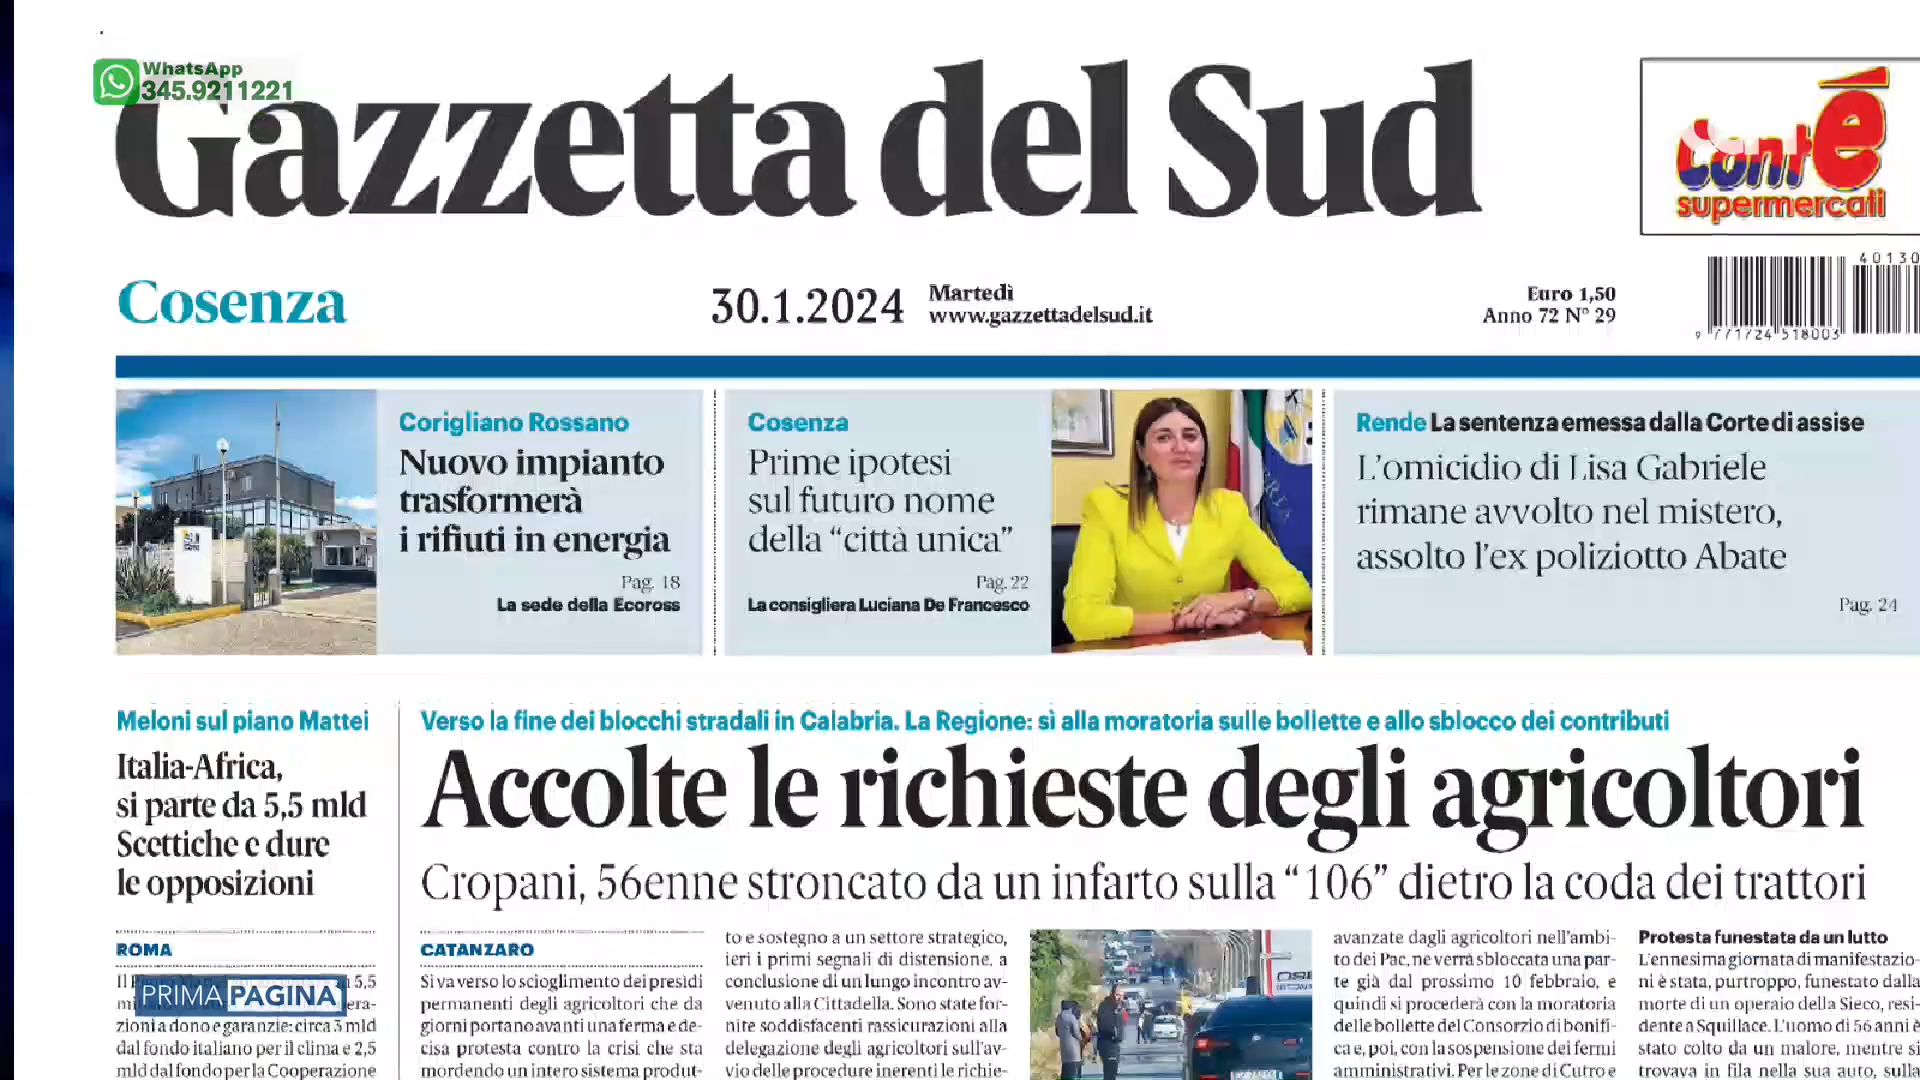 WhatsApp
345.9211221
Gazzetta del Sud
Contè
supermercati
Cosenza
30.1.2024
Martedì
www.gazzettadelsud.it
Euro 1,50
Anno 72 N° 29
40130
9 771724 518003
Corigliano Rossano
Nuovo impianto
trasformerà
i rifiuti in energia
Pag. 18
La sede della Ecoross
Cosenza
Prime ipotesi
sul futuro nome
della “città unica”
Pag. 22
La consigliera Luciana De Francesco
Rende La sentenza emessa dalla Corte di assise
L’omicidio di Lisa Gabriele
rimane avvolto nel mistero,
assolto l’ex poliziotto Abate
Pag. 24
Meloni sul piano Mattei
Italia-Africa,
si parte da 5,5 mld
Scettiche e dure
le opposizioni
ROMA
Il 5,5
zioni a dono e garanzie: circa 3 mld
dal fondo italiano per il clima e 2,5
mld dal fondo per la Cooperazione
PRIMA PAGINA
Verso la fine dei blocchi stradali in Calabria. La Regione: sì alla moratoria sulle bollette e allo sblocco dei contributi
Accolte le richieste degli agricoltori
Cropani, 56enne stroncato da un infarto sulla “106” dietro la coda dei trattori
CATANZARO
Si va verso lo scioglimento dei presidi
permanenti degli agricoltori che da
giorni portano avanti una ferma e de-
cisa protesta contro la crisi che sta
mordendo un intero sistema produt-
to e sostegno a un settore strategico,
ieri i primi segnali di distensione, a
conclusione di un lungo incontro av-
venuto alla Cittadella. Sono state for-
nite soddisfacenti rassicurazioni alla
delegazione degli agricoltori sull’av-
vio delle procedure inerenti le richie-
avanzate dagli agricoltori nell’ambi-
to dei Pac, ne verrà sbloccata una par-
te già dal prossimo 10 febbraio, e
quindi si procederà con la moratoria
delle bollette del Consorzio di bonifi-
ca e, poi, con la sospensione dei fermi
amministrativi. Per le zone di Cutro e
Protesta funestata da un lutto
L’ennesima giornata di manifestazio-
ni è stata, purtroppo, funestata dalla
morte di un operaio della Sieco, resi-
dente a Squillace. L’uomo di 56 anni è
stato colto da un malore, mentre si
trovava in fila nella sua auto, sulla